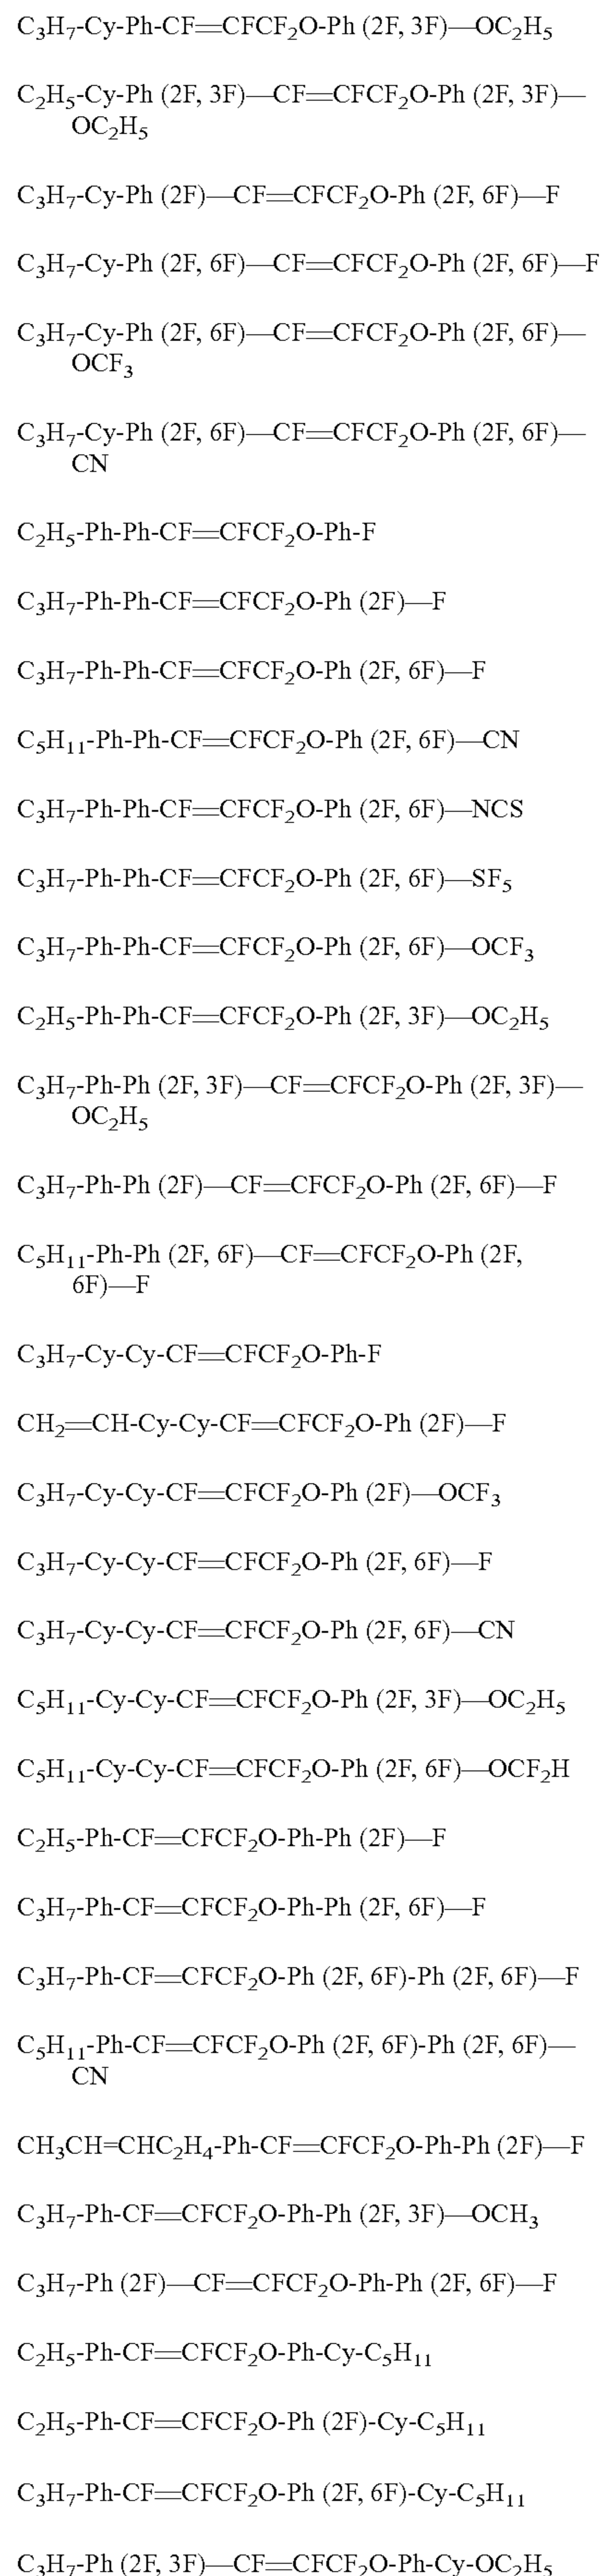 C₃H₇-Cy-Ph-CF=CFCF₂O-Ph (2F, 3F)—OC₂H₅
C₂H₅-Cy-Ph (2F, 3F)—CF=CFCF₂O-Ph (2F, 3F)—
OC₂H₅
C₃H₇-Cy-Ph (2F)—CF=CFCF₂O-Ph (2F, 6F)—F
C₃H₇-Cy-Ph (2F, 6F)—CF=CFCF₂O-Ph (2F, 6F)—F
C₃H₇-Cy-Ph (2F, 6F)—CF=CFCF₂O-Ph (2F, 6F)—
OCF₃
C₃H₇-Cy-Ph (2F, 6F)—CF=CFCF₂O-Ph (2F, 6F)—
CN
C₂H₅-Ph-Ph-CF=CFCF₂O-Ph-F
C₃H₇-Ph-Ph-CF=CFCF₂O-Ph (2F)—F
C₃H₇-Ph-Ph-CF=CFCF₂O-Ph (2F, 6F)—F
C₅H₁₁-Ph-Ph-CF=CFCF₂O-Ph (2F, 6F)—CN
C₃H₇-Ph-Ph-CF=CFCF₂O-Ph (2F, 6F)—NCS
C₃H₇-Ph-Ph-CF=CFCF₂O-Ph (2F, 6F)—SF₅
C₃H₇-Ph-Ph-CF=CFCF₂O-Ph (2F, 6F)—OCF₃
C₂H₅-Ph-Ph-CF=CFCF₂O-Ph (2F, 3F)—OC₂H₅
C₃H₇-Ph-Ph (2F, 3F)—CF=CFCF₂O-Ph (2F, 3F)—
OC₂H₅
C₃H₇-Ph-Ph (2F)—CF=CFCF₂O-Ph (2F, 6F)—F
C₅H₁₁-Ph-Ph (2F, 6F)—CF=CFCF₂O-Ph (2F,
6F)—F
C₃H₇-Cy-Cy-CF=CFCF₂O-Ph-F
CH₂=CH-Cy-Cy-CF=CFCF₂O-Ph (2F)—F
C₃H₇-Cy-Cy-CF=CFCF₂O-Ph (2F)—OCF₃
C₃H₇-Cy-Cy-CF=CFCF₂O-Ph (2F, 6F)—F
C₃H₇-Cy-Cy-CF=CFCF₂O-Ph (2F, 6F)—CN
C₅H₁₁-Cy-Cy-CF=CFCF₂O-Ph (2F, 3F)—OC₂H₅
C₅H₁₁-Cy-Cy-CF=CFCF₂O-Ph (2F, 6F)—OCF₂H
C₂H₅-Ph-CF=CFCF₂O-Ph-Ph (2F)—F
C₃H₇-Ph-CF=CFCF₂O-Ph-Ph (2F, 6F)—F
C₃H₇-Ph-CF=CFCF₂O-Ph (2F, 6F)-Ph (2F, 6F)—F
C₅H₁₁-Ph-CF=CFCF₂O-Ph (2F, 6F)-Ph (2F, 6F)—
CN
CH₃CH=CHC₂H₄-Ph-CF=CFCF₂O-Ph-Ph (2F)—F
C₃H₇-Ph-CF=CFCF₂O-Ph-Ph (2F, 3F)—OCH₃
C₃H₇-Ph (2F)—CF=CFCF₂O-Ph-Ph (2F, 6F)—F
C₂H₅-Ph-CF=CFCF₂O-Ph-Cy-C₅H₁₁
C₂H₅-Ph-CF=CFCF₂O-Ph (2F)-Cy-C₅H₁₁
C₃H₇-Ph-CF=CFCF₂O-Ph (2F, 6F)-Cy-C₅H₁₁
C₃H₇-Ph (2F, 3F)—CF=CFCF₂O-Ph-Cy-OC₂H₅